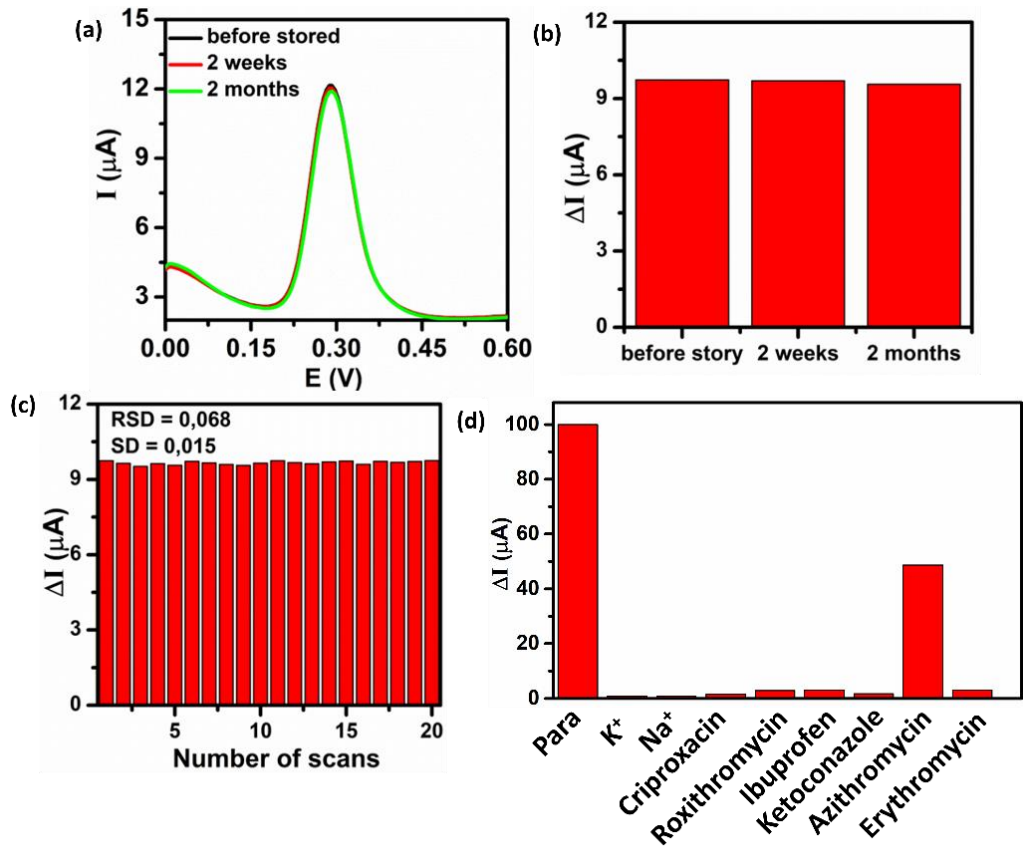 (a)
15
12
9
6
3
I (μA)
before stored
2 weeks
2 months
0.00 0.15 0.30 0.45 0.60
E (V)
(b)
12
9
6
3
0
ΔI (μA)
before story 2 weeks 2 months
(c)
12
9
6
3
0
ΔI (μA)
RSD = 0,068
SD = 0,015
5 10 15 20
Number of scans
(d)
100
80
60
40
20
0
ΔI (μA)
Para
K⁺
Na⁺
Criproxacin
Roxithromycin
Ibuprofen
Ketoconazole
Azithromycin
Erythromycin